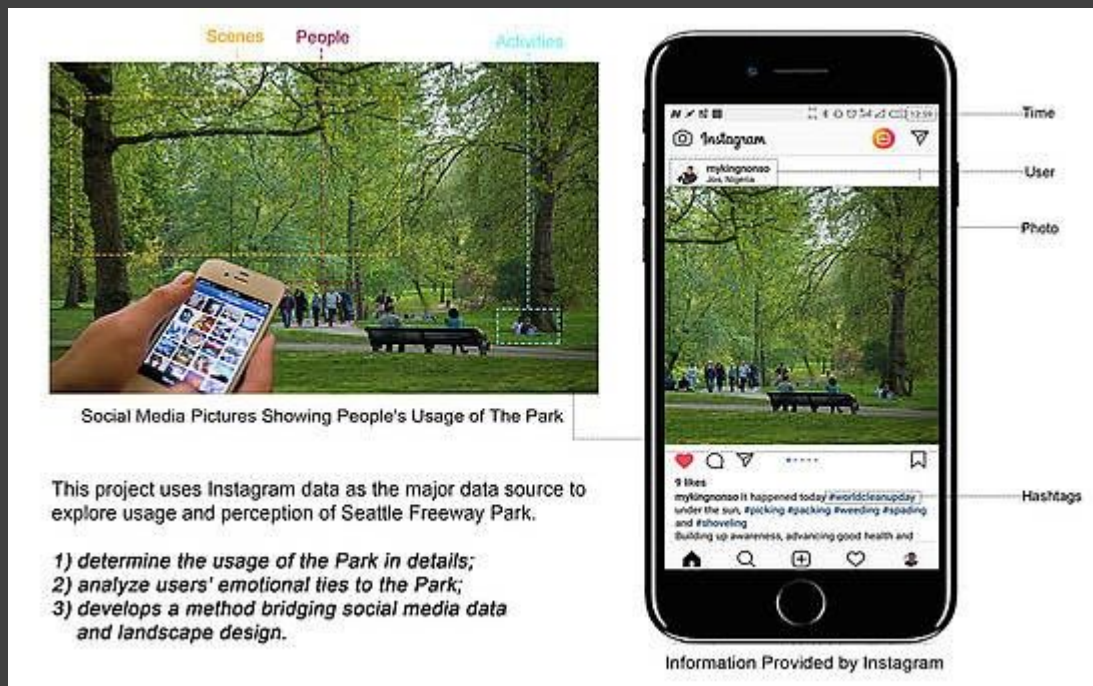 Scenes People Activities
Social Media Pictures Showing People's Usage of The Park
This project uses Instagram data as the major data source to
explore usage and perception of Seattle Freeway Park.
1) determine the usage of the Park in details;
2) analyze users' emotional ties to the Park;
3) develops a method bridging social media data
and landscape design.
12:59
Instagram
mykingnonso
Jos, Nigeria
9 likes
mykingnonso It happened today #worldcleanupday
under the sun, #picking #packing #weeding #spading
and #shoveling
Building up awareness, advancing good health and
Time
User
Photo
Hashtags
Information Provided by Instagram